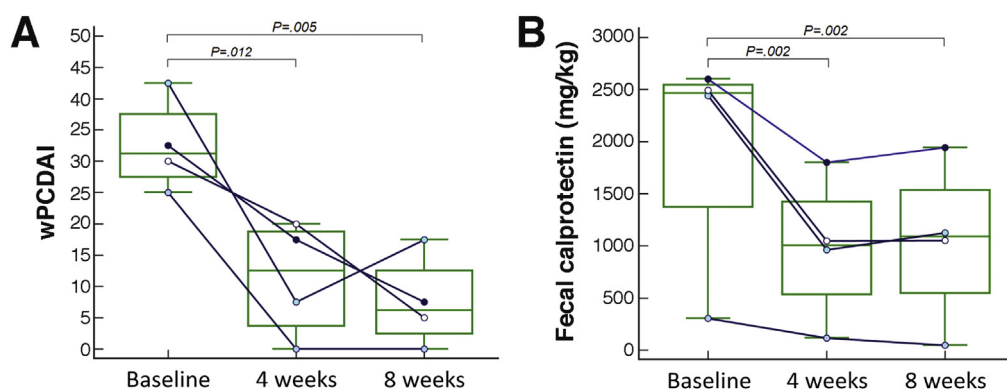 A
wPCDAI
50
45
40
35
30
25
20
15
10
5
0
P=.005
P=.012
Baseline
4 weeks
8 weeks
B
Fecal calprotectin (mg/kg)
3000
2500
2000
1500
1000
500
0
P=.002
P=.002
Baseline
4 weeks
8 weeks